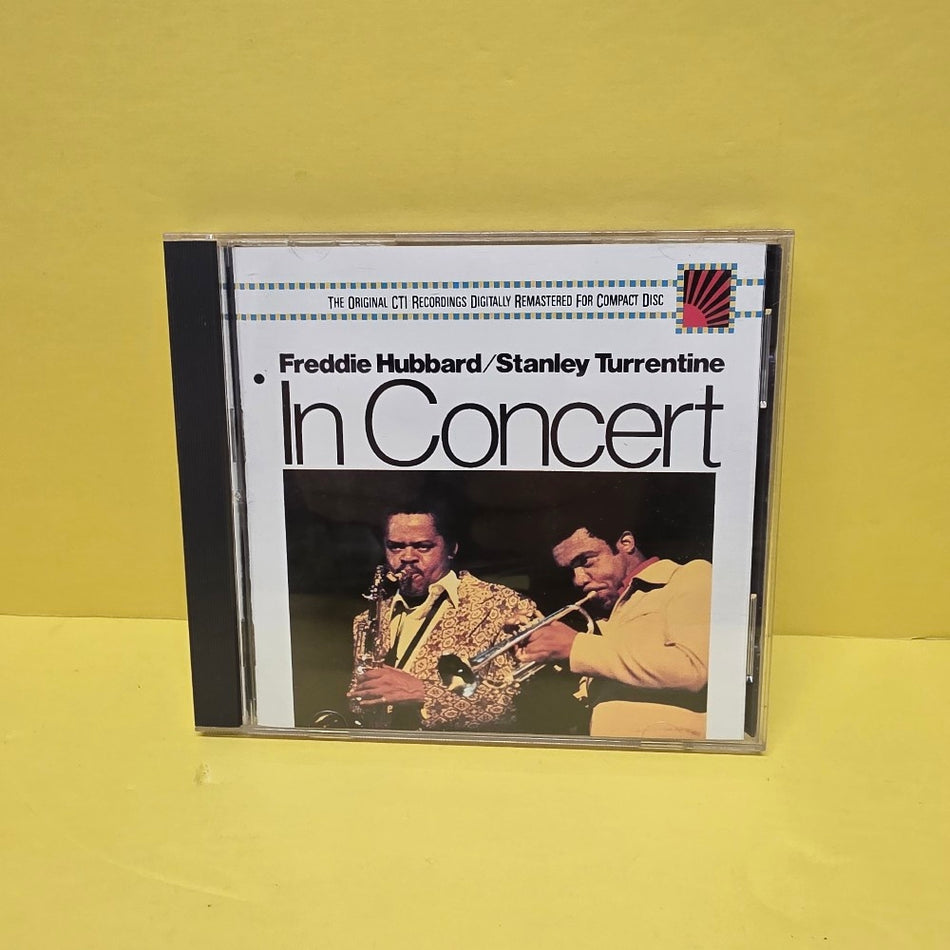 The Original CTI Recordings Digitally Remastered For Compact Disc
Freddie Hubbard/Stanley Turrentine
In Concert